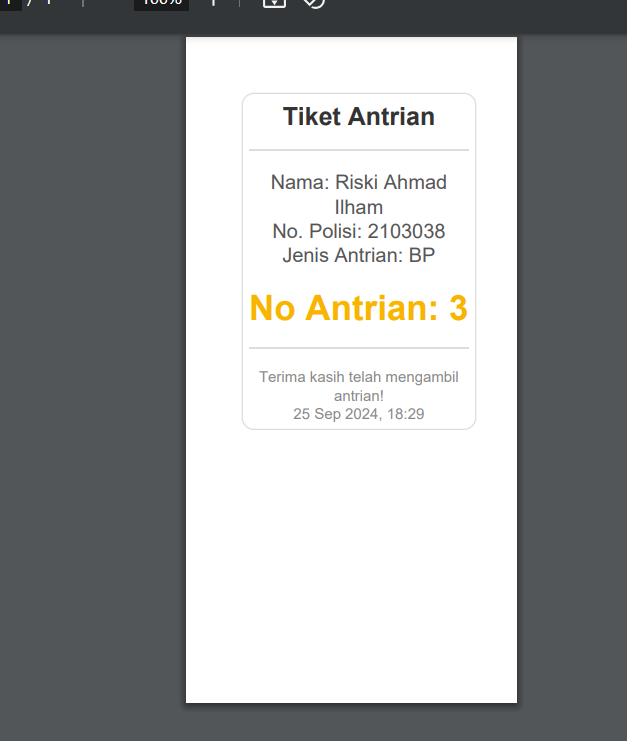 1 / 1 100%
Tiket Antrian
Nama: Riski Ahmad
Ilham
No. Polisi: 2103038
Jenis Antrian: BP
No Antrian: 3
Terima kasih telah mengambil
antrian!
25 Sep 2024, 18:29